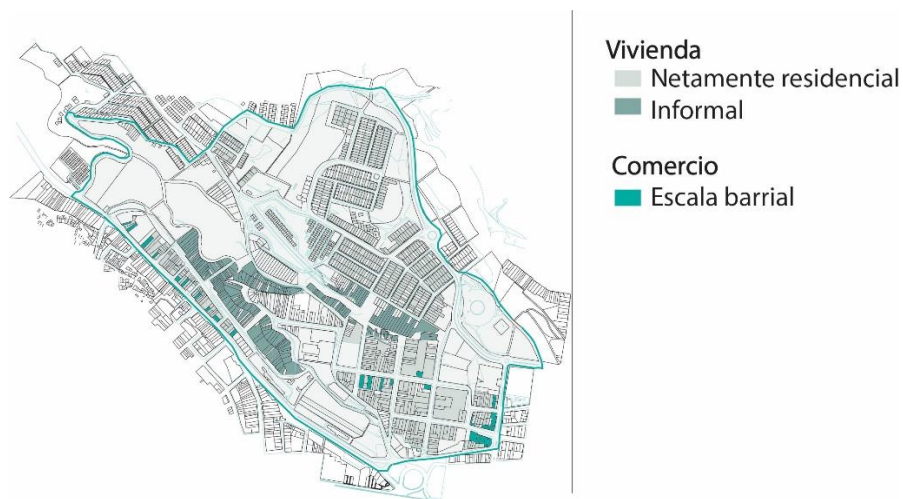 Vivienda
Netamente residencial
Informal
Comercio
Escala barrial